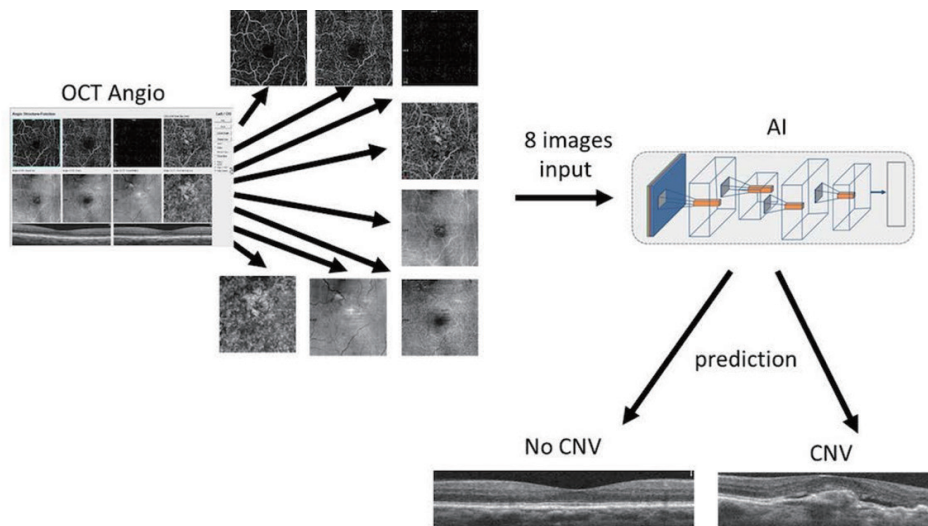 OCT Angio
8 images
input
AI
prediction
No CNV
CNV